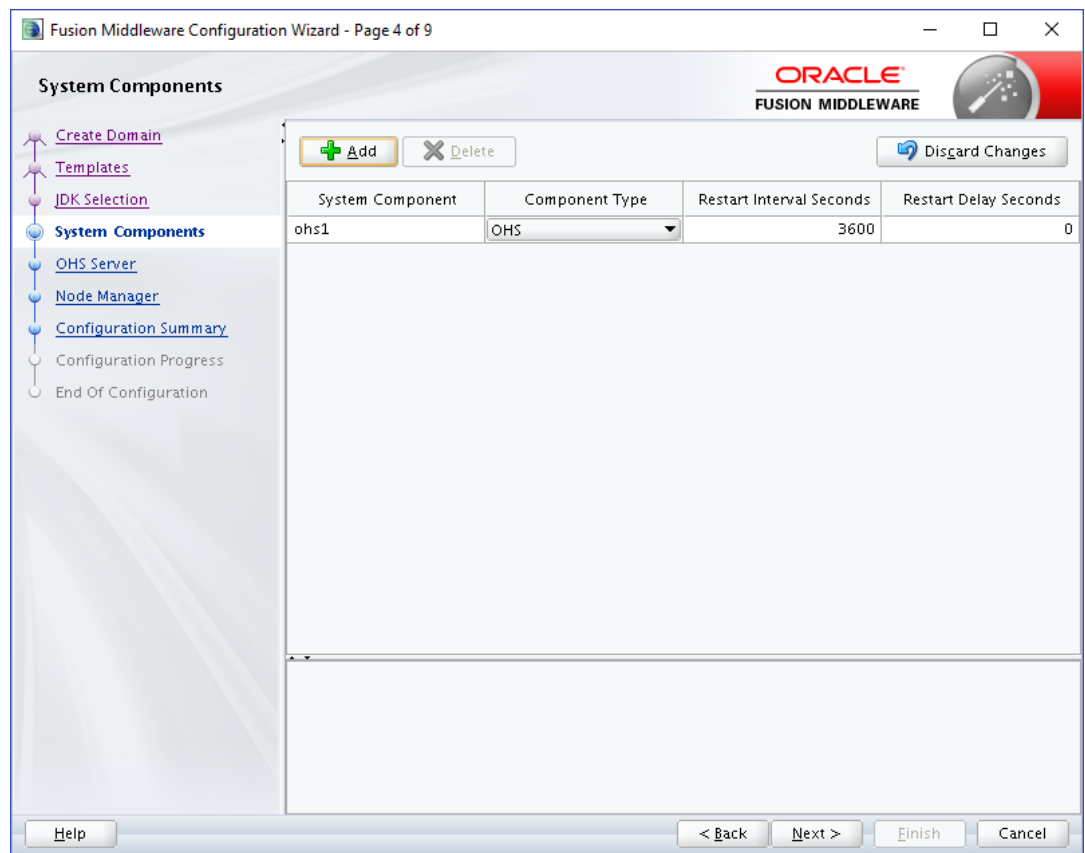 Fusion Middleware Configuration Wizard - Page 4 of 9
System Components
ORACLE
FUSION MIDDLEWARE
Create Domain
Templates
JDK Selection
System Components
OHS Server
Node Manager
Configuration Summary
Configuration Progress
End Of Configuration
Add Delete Discard Changes
System Component Component Type Restart Interval Seconds Restart Delay Seconds
ohs1 OHS 3600 0
Help < Back Next > Finish Cancel